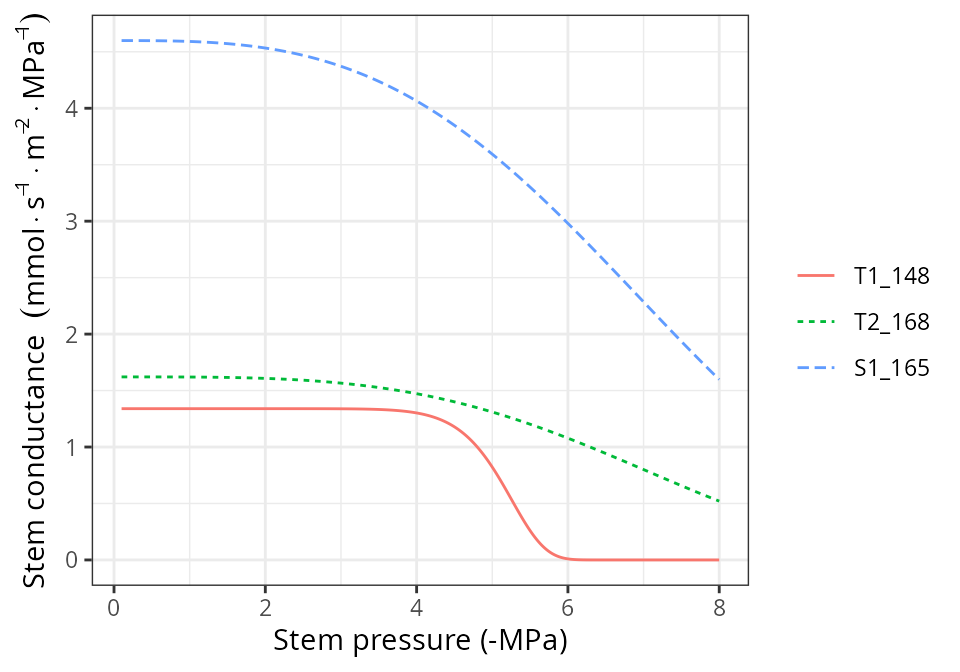 Stem conductance (mmol · s⁻¹ · m⁻² · MPa⁻¹)
4
3
2
1
0
0 2 4 6 8
Stem pressure (-MPa)
T1_148
T2_168
S1_165